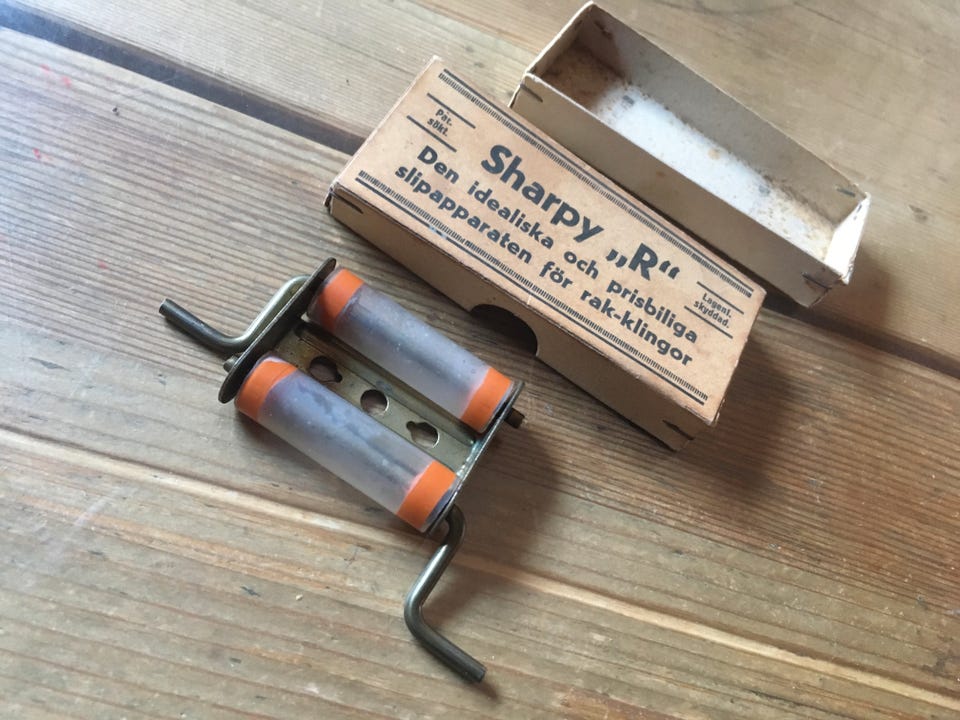 Pat.
sökt.
Sharpy „R“
Den idealiska och prisbiliga
slipapparaten för rak-klingor
Lagenl.
skyddad.